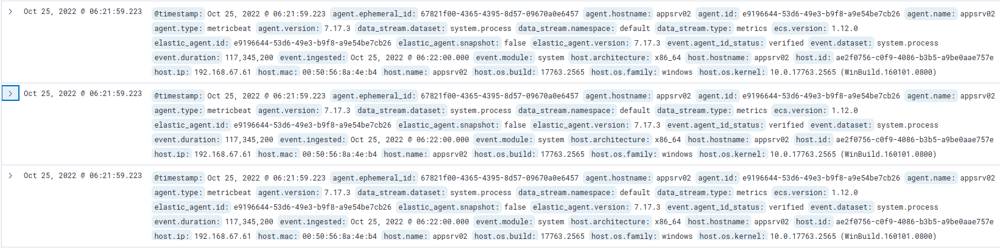 Oct 25, 2022 @ 06:21:59.223 @timestamp: Oct 25, 2022 @ 06:21:59.223 agent.ephemeral_id: 67821f00-4365-4395-8d57-09670a0e6457 agent.hostname: appsrv02 agent.id: e9196644-53d6-49e3-b9f8-a9e54be7cb26 agent.name: appsrv02
agent.type: metricbeat agent.version: 7.17.3 data_stream.dataset: system.process data_stream.namespace: default data_stream.type: metrics ecs.version: 1.12.0
elastic_agent.id: e9196644-53d6-49e3-b9f8-a9e54be7cb26 elastic_agent.snapshot: false elastic_agent.version: 7.17.3 event.agent_id_status: verified event.dataset: system.process
event.duration: 117,345,200 event.ingested: Oct 25, 2022 @ 06:22:00.000 event.module: system host.architecture: x86_64 host.hostname: appsrv02 host.id: ae2f0756-c0f9-4086-b3b5-a9be0aae757e
host.ip: 192.168.67.61 host.mac: 00:50:56:8a:4e:b4 host.name: appsrv02 host.os.build: 17763.2565 host.os.family: windows host.os.kernel: 10.0.17763.2565 (WinBuild.160101.0800)
Oct 25, 2022 @ 06:21:59.223 @timestamp: Oct 25, 2022 @ 06:21:59.223 agent.ephemeral_id: 67821f00-4365-4395-8d57-09670a0e6457 agent.hostname: appsrv02 agent.id: e9196644-53d6-49e3-b9f8-a9e54be7cb26 agent.name: appsrv02
agent.type: metricbeat agent.version: 7.17.3 data_stream.dataset: system.process data_stream.namespace: default data_stream.type: metrics ecs.version: 1.12.0
elastic_agent.id: e9196644-53d6-49e3-b9f8-a9e54be7cb26 elastic_agent.snapshot: false elastic_agent.version: 7.17.3 event.agent_id_status: verified event.dataset: system.process
event.duration: 117,345,200 event.ingested: Oct 25, 2022 @ 06:22:00.000 event.module: system host.architecture: x86_64 host.hostname: appsrv02 host.id: ae2f0756-c0f9-4086-b3b5-a9be0aae757e
host.ip: 192.168.67.61 host.mac: 00:50:56:8a:4e:b4 host.name: appsrv02 host.os.build: 17763.2565 host.os.family: windows host.os.kernel: 10.0.17763.2565 (WinBuild.160101.0800)
Oct 25, 2022 @ 06:21:59.223 @timestamp: Oct 25, 2022 @ 06:21:59.223 agent.ephemeral_id: 67821f00-4365-4395-8d57-09670a0e6457 agent.hostname: appsrv02 agent.id: e9196644-53d6-49e3-b9f8-a9e54be7cb26 agent.name: appsrv02
agent.type: metricbeat agent.version: 7.17.3 data_stream.dataset: system.process data_stream.namespace: default data_stream.type: metrics ecs.version: 1.12.0
elastic_agent.id: e9196644-53d6-49e3-b9f8-a9e54be7cb26 elastic_agent.snapshot: false elastic_agent.version: 7.17.3 event.agent_id_status: verified event.dataset: system.process
event.duration: 117,345,200 event.ingested: Oct 25, 2022 @ 06:22:00.000 event.module: system host.architecture: x86_64 host.hostname: appsrv02 host.id: ae2f0756-c0f9-4086-b3b5-a9be0aae757e
host.ip: 192.168.67.61 host.mac: 00:50:56:8a:4e:b4 host.name: appsrv02 host.os.build: 17763.2565 host.os.family: windows host.os.kernel: 10.0.17763.2565 (WinBuild.160101.0800)